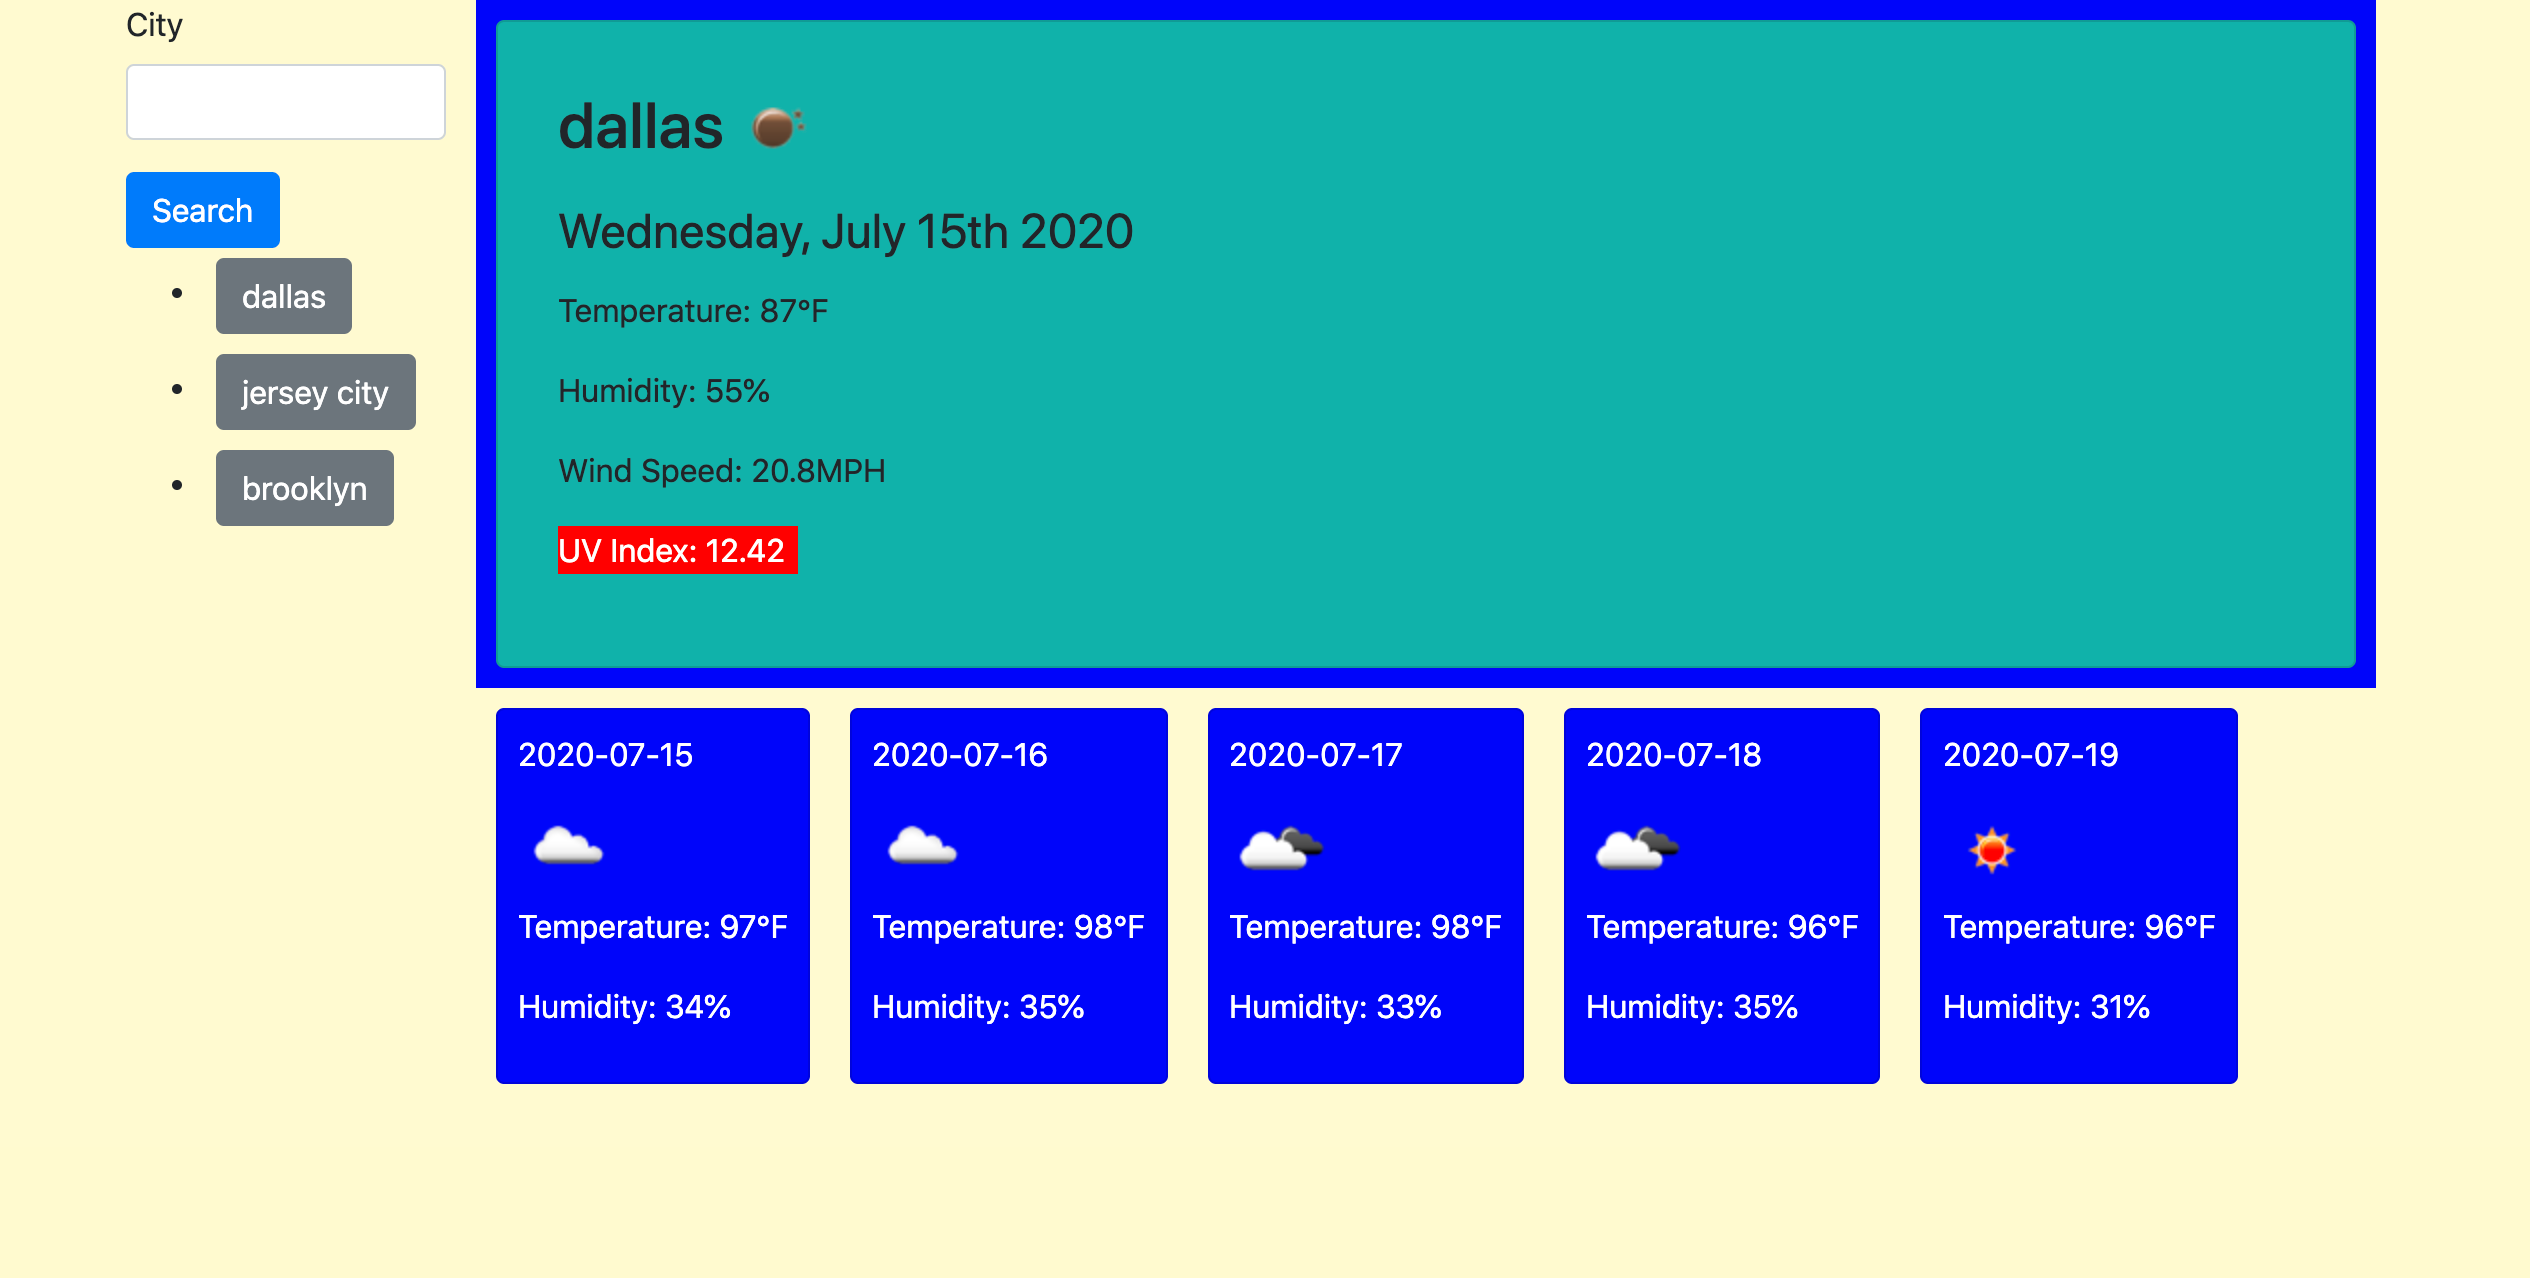 City
Search
dallas
jersey city
brooklyn
dallas
Wednesday, July 15th 2020
Temperature: 87°F
Humidity: 55%
Wind Speed: 20.8MPH
UV Index: 12.42
2020-07-15
Temperature: 97°F
Humidity: 34%
2020-07-16
Temperature: 98°F
Humidity: 35%
2020-07-17
Temperature: 98°F
Humidity: 33%
2020-07-18
Temperature: 96°F
Humidity: 35%
2020-07-19
Temperature: 96°F
Humidity: 31%